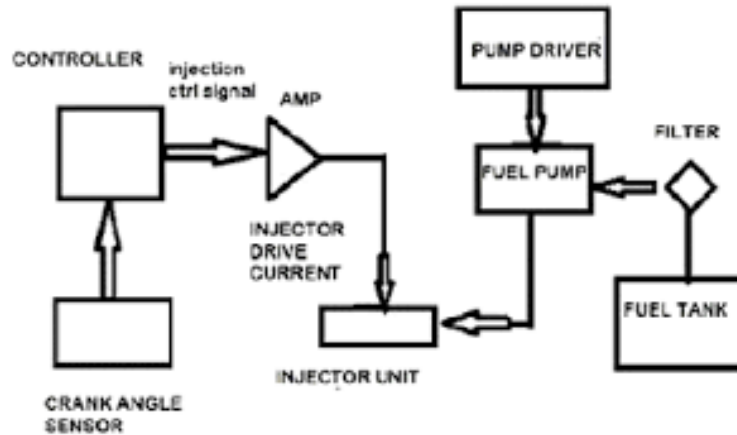 CONTROLLER
injection
ctrl signal
AMP
PUMP DRIVER
FILTER
FUEL PUMP
INJECTOR
DRIVE
CURRENT
FUEL TANK
INJECTOR UNIT
CRANK ANGLE
SENSOR